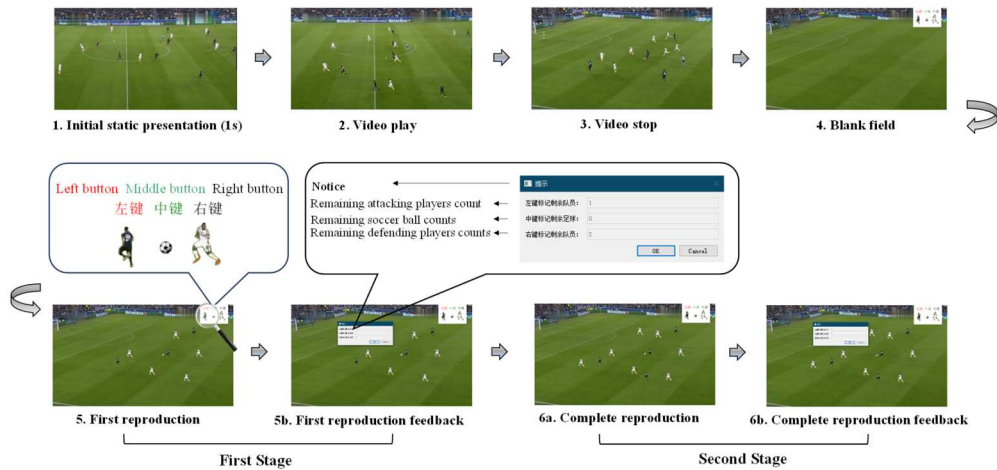 1. Initial static presentation (1s)
2. Video play
3. Video stop
4. Blank field
Left button Middle button Right button
左键 中键 右键
Notice
Remaining attacking players count
Remaining soccer ball counts
Remaining defending players counts
提示
左键标记剩余队员: 1
中键标记剩余足球: 0
右键标记剩余队员: 2
OK Cancel
5. First reproduction
5b. First reproduction feedback
6a. Complete reproduction
6b. Complete reproduction feedback
First Stage
Second Stage